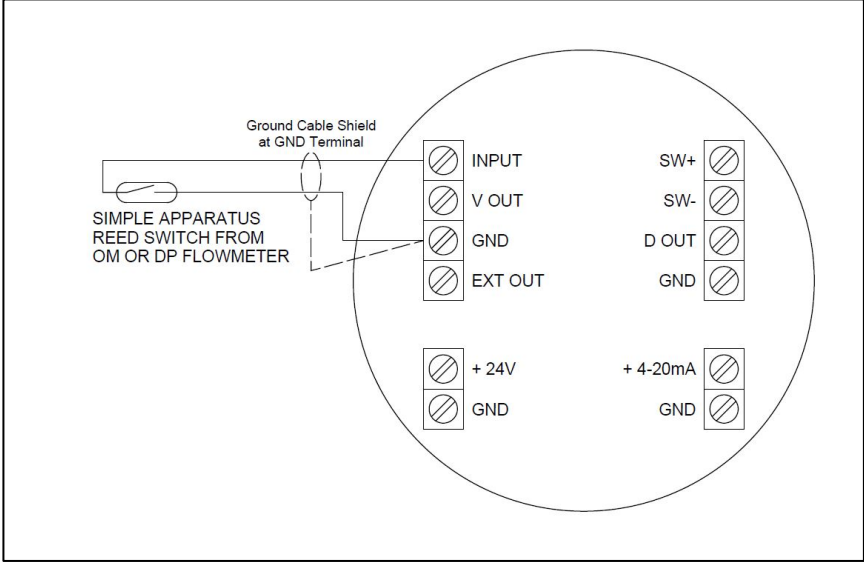 Ground Cable Shield
at GND Terminal
SIMPLE APPARATUS
REED SWITCH FROM
OM OR DP FLOWMETER
INPUT
V OUT
GND
EXT OUT
+ 24V
GND
SW+
SW-
D OUT
GND
+ 4-20mA
GND